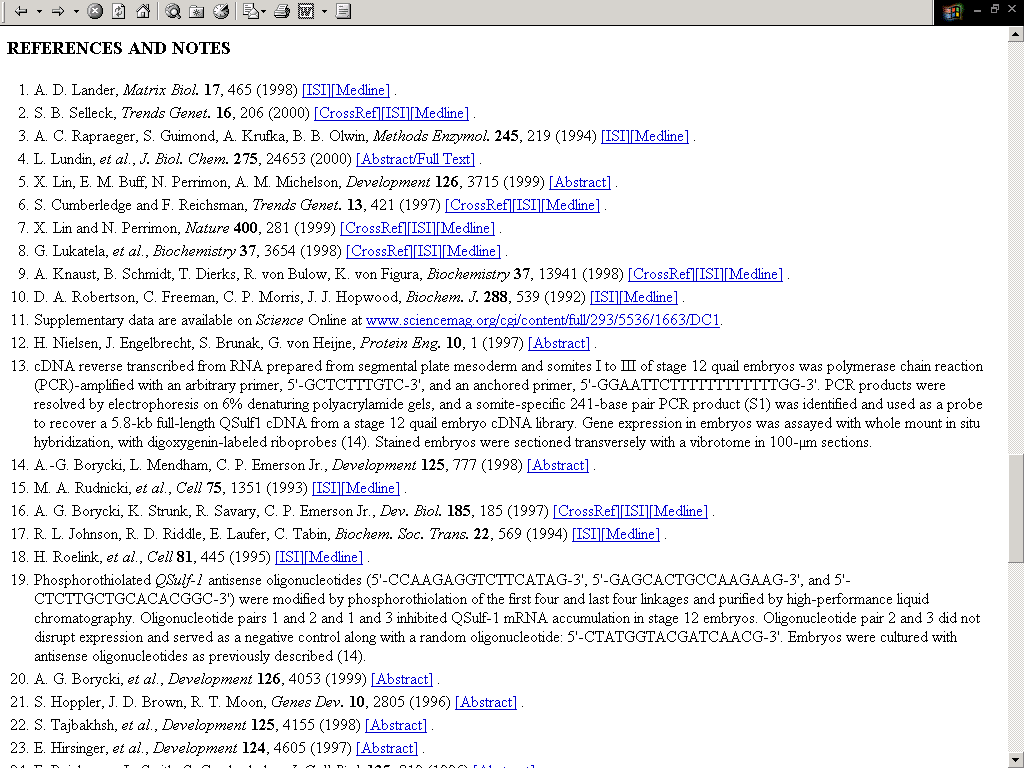 REFERENCES AND NOTES
1. A. D. Lander, Matrix Biol. 17, 465 (1998) [ISI][Medline] .
2. S. B. Selleck, Trends Genet. 16, 206 (2000) [CrossRef][ISI][Medline] .
3. A. C. Rapraeger, S. Guimond, A. Krufka, B. B. Olwin, Methods Enzymol. 245, 219 (1994) [ISI][Medline] .
4. L. Lundin, et al., J. Biol. Chem. 275, 24653 (2000) [Abstract/Full Text] .
5. X. Lin, E. M. Buff, N. Perrimon, A. M. Michelson, Development 126, 3715 (1999) [Abstract] .
6. S. Cumberledge and F. Reichsman, Trends Genet. 13, 421 (1997) [CrossRef][ISI][Medline] .
7. X. Lin and N. Perrimon, Nature 400, 281 (1999) [CrossRef][ISI][Medline] .
8. G. Lukatela, et al., Biochemistry 37, 3654 (1998) [CrossRef][ISI][Medline] .
9. A. Knaust, B. Schmidt, T. Dierks, R. von Bulow, K. von Figura, Biochemistry 37, 13941 (1998) [CrossRef][ISI][Medline] .
10. D. A. Robertson, C. Freeman, C. P. Morris, J. J. Hopwood, Biochem. J. 288, 539 (1992) [ISI][Medline] .
11. Supplementary data are available on Science Online at www.sciencemag.org/cgi/content/full/293/5536/1663/DC1.
12. H. Nielsen, J. Engelbrecht, S. Brunak, G. von Heijne, Protein Eng. 10, 1 (1997) [Abstract] .
13. cDNA reverse transcribed from RNA prepared from segmental plate mesoderm and somites I to III of stage 12 quail embryos was polymerase chain reaction
(PCR)-amplified with an arbitrary primer, 5'-GCTCTTTGTC-3', and an anchored primer, 5'-GGAATTCTTTTTTTTTTTTGG-3'. PCR products were
resolved by electrophoresis on 6% denaturing polyacrylamide gels, and a somite-specific 241-base pair PCR product (S1) was identified and used as a probe
to recover a 5.8-kb full-length QSulf1 cDNA from a stage 12 quail embryo cDNA library. Gene expression in embryos was assayed with whole mount in situ
hybridization, with digoxygenin-labeled riboprobes (14). Stained embryos were sectioned transversely with a vibrotome in 100-µm sections.
14. A.-G. Borycki, L. Mendham, C. P. Emerson Jr., Development 125, 777 (1998) [Abstract] .
15. M. A. Rudnicki, et al., Cell 75, 1351 (1993) [ISI][Medline] .
16. A. G. Borycki, K. Strunk, R. Savary, C. P. Emerson Jr., Dev. Biol. 185, 185 (1997) [CrossRef][ISI][Medline] .
17. R. L. Johnson, R. D. Riddle, E. Laufer, C. Tabin, Biochem. Soc. Trans. 22, 569 (1994) [ISI][Medline] .
18. H. Roelink, et al., Cell 81, 445 (1995) [ISI][Medline] .
19. Phosphorothiolated QSulf-1 antisense oligonucleotides (5'-CCAAGAGGTCTTCATAG-3', 5'-GAGCACTGCCAAGAAG-3', and 5'-
CTCTTGCTGCACACGGC-3') were modified by phosphorothiolation of the first four and last four linkages and purified by high-performance liquid
chromatography. Oligonucleotide pairs 1 and 2 and 1 and 3 inhibited QSulf-1 mRNA accumulation in stage 12 embryos. Oligonucleotide pair 2 and 3 did not
disrupt expression and served as a negative control along with a random oligonucleotide: 5'-CTATGGTACGATCAACG-3'. Embryos were cultured with
antisense oligonucleotides as previously described (14).
20. A. G. Borycki, et al., Development 126, 4053 (1999) [Abstract] .
21. S. Hoppler, J. D. Brown, R. T. Moon, Genes Dev. 10, 2805 (1996) [Abstract] .
22. S. Tajbakhsh, et al., Development 125, 4155 (1998) [Abstract] .
23. E. Hirsinger, et al., Development 124, 4605 (1997) [Abstract] .